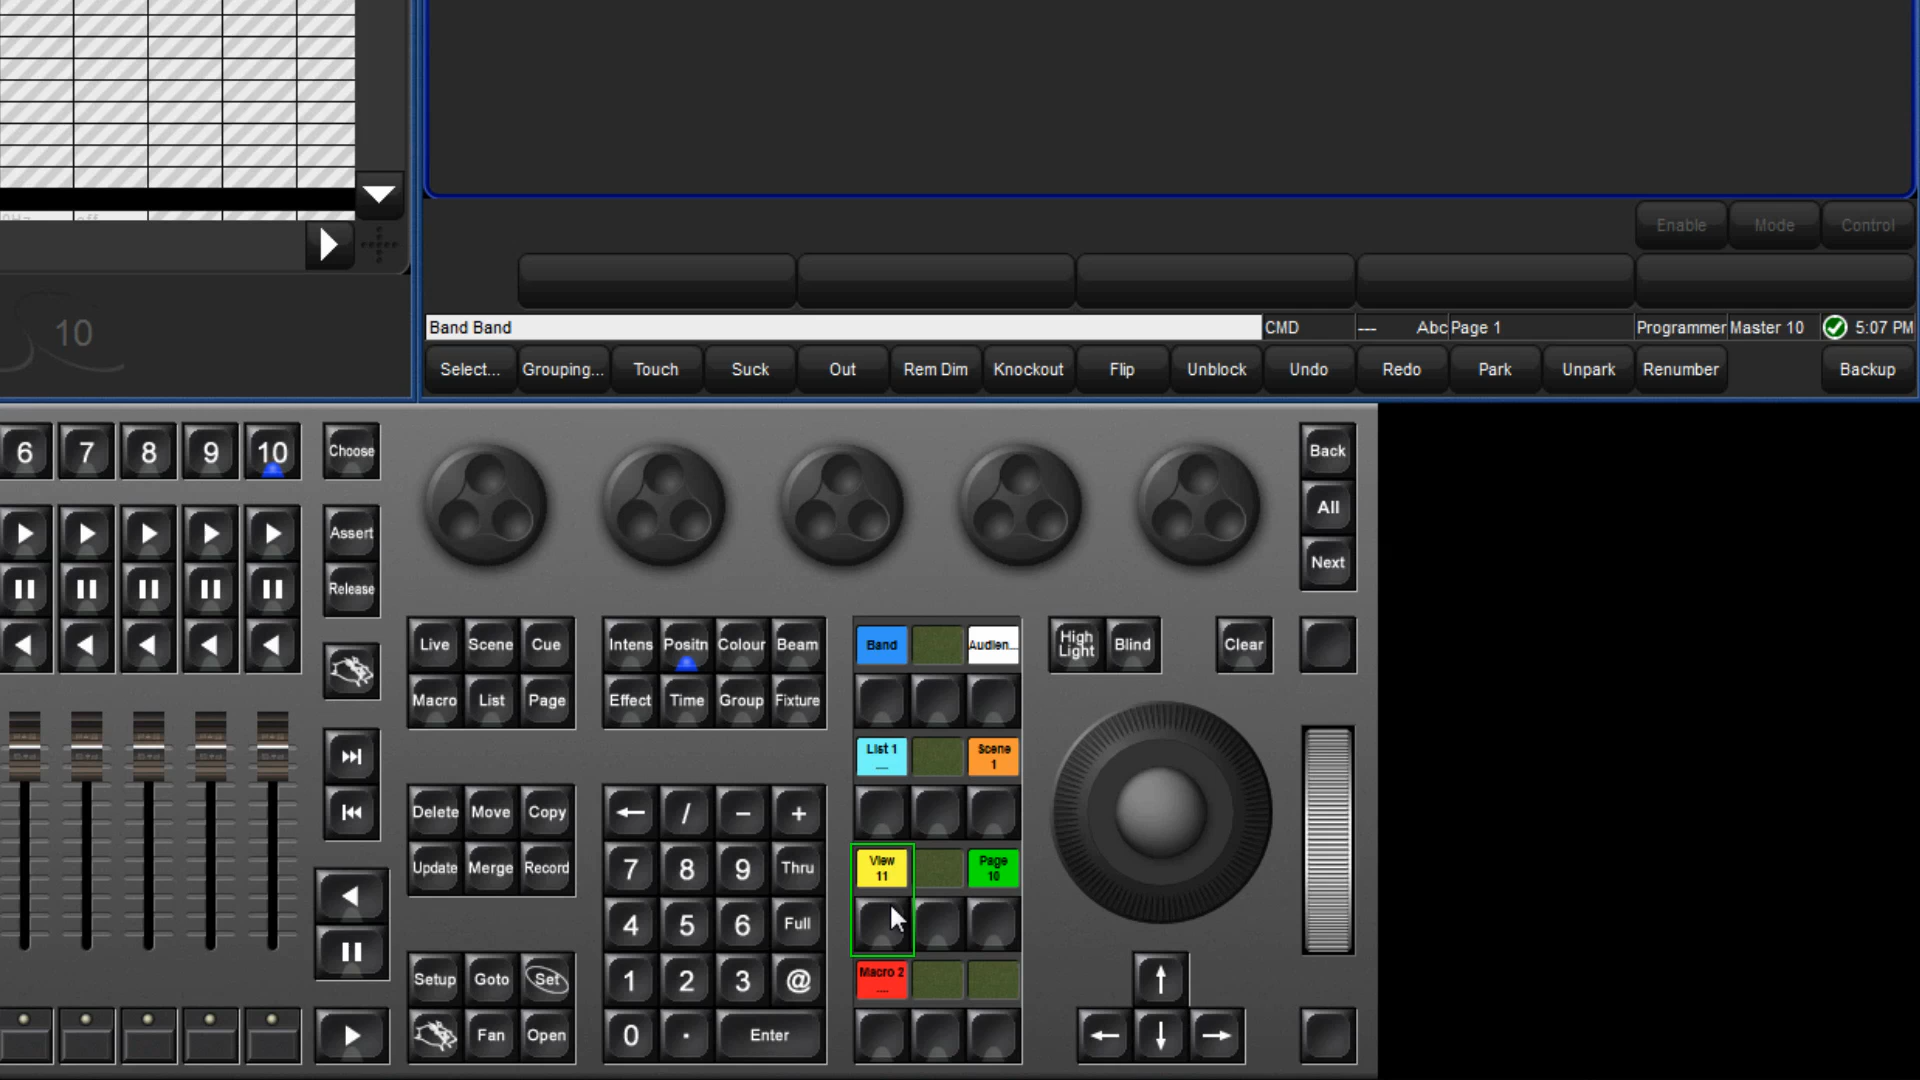 Enable Mode Control
10
Band Band CMD --- Abc Page 1 Programmer Master 10 5:07 PM
Select... Grouping... Touch Suck Out Rem Dim Knockout Flip Unblock Undo Redo Park Unpark Renumber Backup
6 7 8 9 10 Choose
Back
All
Next
Assert
Release
Live Scene Cue
Macro List Page
Intens Positn Colour Beam
Effect Time Group Fixture
Band Audien...
High
Light
Blind
Clear
List 1
---
Scene
1
Delete Move Copy
Update Merge Record
← / – +
7 8 9 Thru
4 5 6 Full
1 2 3 @
0 . Enter
View
11
Page
10
Macro 2
....
Setup Goto Set
Fan Open